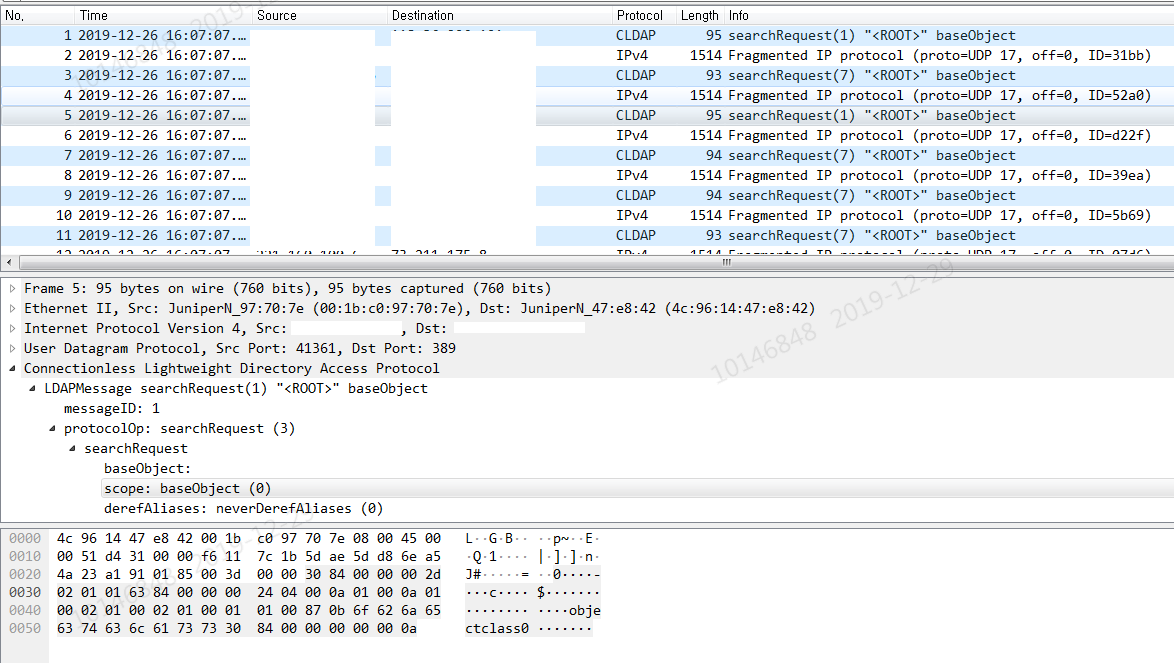 No. Time Source Destination Protocol Length Info
1 2019-12-26 16:07:07.… CLDAP 95 searchRequest(1) "<ROOT>" baseObject
2 2019-12-26 16:07:07.… IPv4 1514 Fragmented IP protocol (proto=UDP 17, off=0, ID=31bb)
3 2019-12-26 16:07:07.… CLDAP 93 searchRequest(7) "<ROOT>" baseObject
4 2019-12-26 16:07:07.… IPv4 1514 Fragmented IP protocol (proto=UDP 17, off=0, ID=52a0)
5 2019-12-26 16:07:07.… CLDAP 95 searchRequest(1) "<ROOT>" baseObject
6 2019-12-26 16:07:07.… IPv4 1514 Fragmented IP protocol (proto=UDP 17, off=0, ID=d22f)
7 2019-12-26 16:07:07.… CLDAP 94 searchRequest(7) "<ROOT>" baseObject
8 2019-12-26 16:07:07.… IPv4 1514 Fragmented IP protocol (proto=UDP 17, off=0, ID=39ea)
9 2019-12-26 16:07:07.… CLDAP 94 searchRequest(7) "<ROOT>" baseObject
10 2019-12-26 16:07:07.… IPv4 1514 Fragmented IP protocol (proto=UDP 17, off=0, ID=5b69)
11 2019-12-26 16:07:07.… CLDAP 93 searchRequest(7) "<ROOT>" baseObject
Frame 5: 95 bytes on wire (760 bits), 95 bytes captured (760 bits)
Ethernet II, Src: JuniperN_97:70:7e (00:1b:c0:97:70:7e), Dst: JuniperN_47:e8:42 (4c:96:14:47:e8:42)
Internet Protocol Version 4, Src: , Dst:
User Datagram Protocol, Src Port: 41361, Dst Port: 389
Connectionless Lightweight Directory Access Protocol
LDAPMessage searchRequest(1) "<ROOT>" baseObject
messageID: 1
protocolOp: searchRequest (3)
searchRequest
baseObject:
scope: baseObject (0)
derefAliases: neverDerefAliases (0)
10146848 2019-12-29
0000 4c 96 14 47 e8 42 00 1b c0 97 70 7e 08 00 45 00 L··G·B·· ··p~··E·
0010 00 51 d4 31 00 00 f6 11 7c 1b 5d ae 5d d8 6e a5 ·Q·1···· |·]·]·n·
0020 4a 23 a1 91 01 85 00 3d 00 00 30 84 00 00 00 2d J#·····= ··0····-
0030 02 01 01 63 84 00 00 00 24 04 00 0a 01 00 0a 01 ···c···· $·······
0040 00 02 01 00 02 01 00 01 01 00 87 0b 6f 62 6a 65 ········ ····obje
0050 63 74 63 6c 61 73 73 30 84 00 00 00 00 00 0a ctclass0 ·······